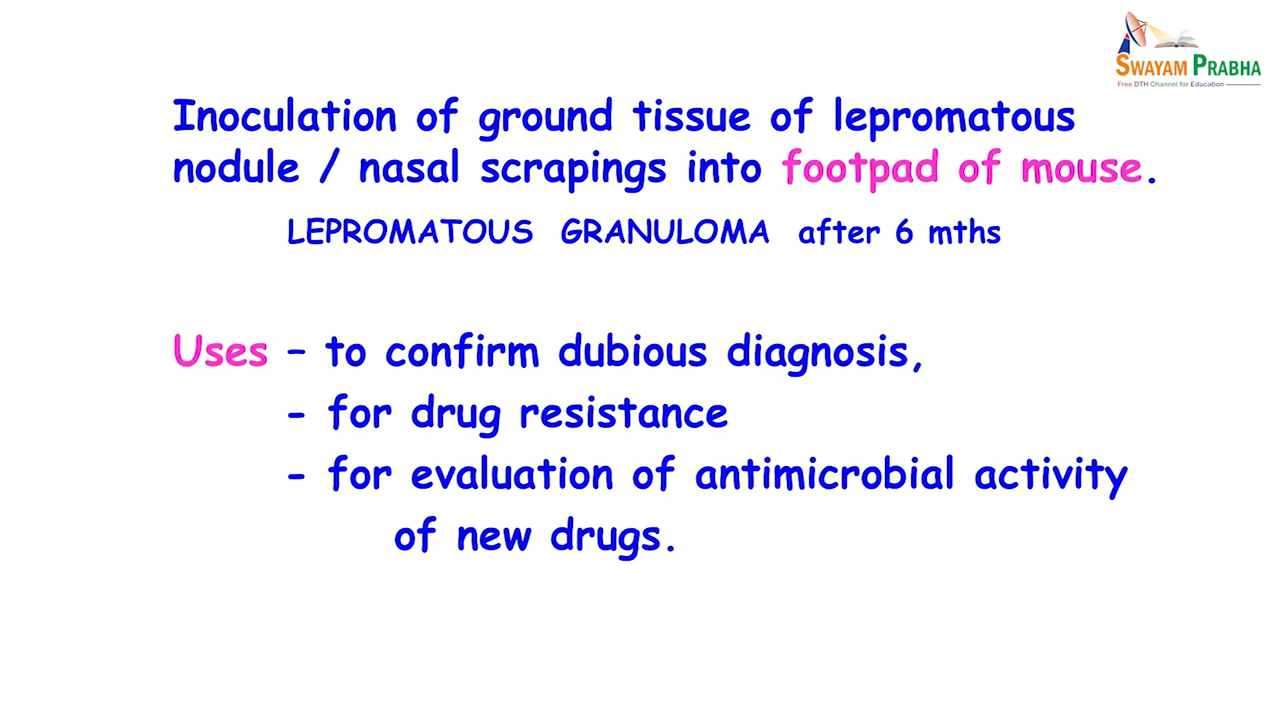 SWAYAM PRABHA
Free DTH Channel for Education
Inoculation of ground tissue of lepromatous
nodule / nasal scrapings into footpad of mouse.
LEPROMATOUS GRANULOMA after 6 mths
Uses – to confirm dubious diagnosis,
- for drug resistance
- for evaluation of antimicrobial activity
of new drugs.